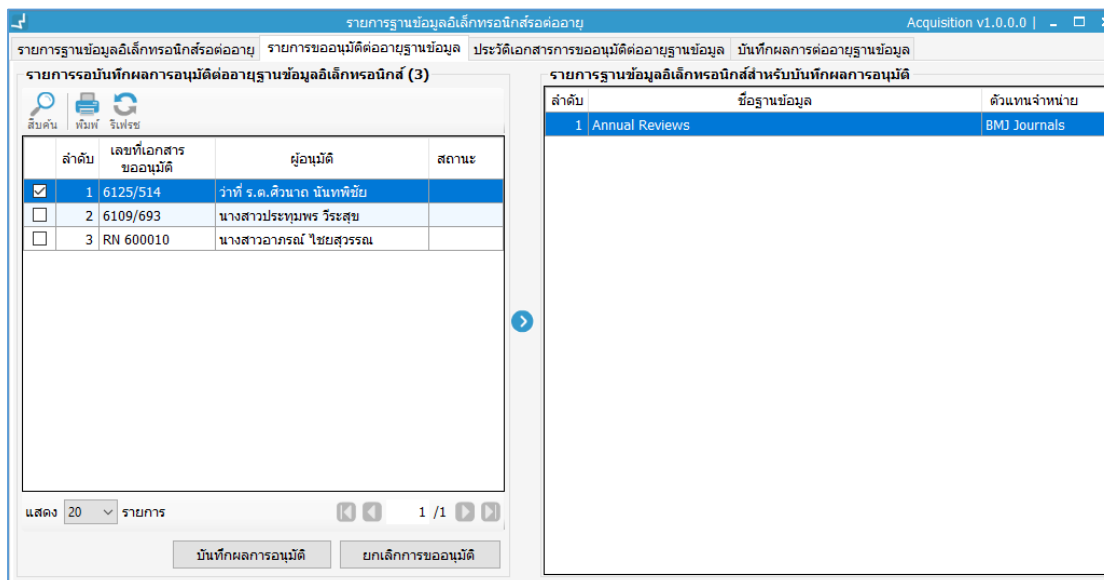 รายการฐานข้อมูลอิเล็กทรอนิกส์รอต่ออายุ Acquisition v1.0.0.0 |
รายการฐานข้อมูลอิเล็กทรอนิกส์รอต่ออายุ รายการขออนุมัติต่ออายุฐานข้อมูล ประวัติเอกสารการขออนุมัติต่ออายุฐานข้อมูล บันทึกผลการต่ออายุฐานข้อมูล
รายการรอบันทึกผลการอนุมัติต่ออายุฐานข้อมูลอิเล็กทรอนิกส์ (3)
สืบค้น พิมพ์ รีเฟรช
ลำดับ เลขที่เอกสาร ผู้อนุมัติ สถานะ
ขออนุมัติ
1 6125/514 ว่าที่ ร.ต.ศิวนาถ นันทพิชัย
2 6109/693 นางสาวประทุมพร วีระสุข
3 RN 600010 นางสาวอาภรณ์ ไชยสุวรรณ
แสดง 20 รายการ 1 /1
บันทึกผลการอนุมัติ ยกเลิกการขออนุมัติ
รายการฐานข้อมูลอิเล็กทรอนิกส์สำหรับบันทึกผลการอนุมัติ
ลำดับ ชื่อฐานข้อมูล ตัวแทนจำหน่าย
1 Annual Reviews BMJ Journals